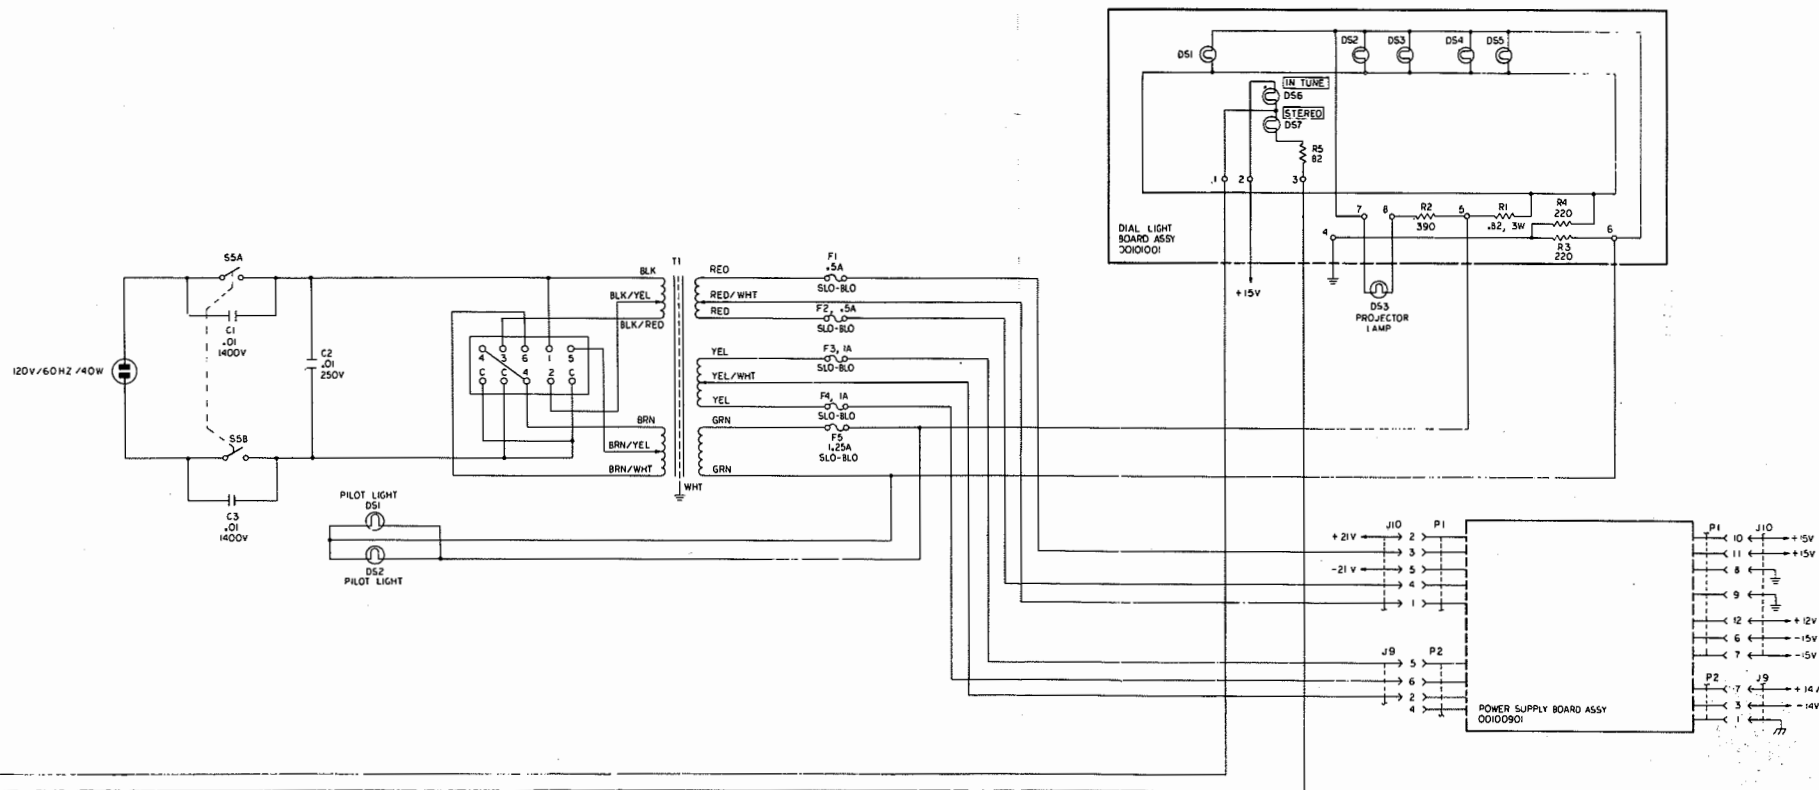 DS1
DS2
DS3
DS4
DS5
IN TUNE
DS6
STEREO
DS7
R5
82
1
2
3
7
8
R2
390
5
R1
.82, 3W
R4
220
4
R3
220
6
DIAL LIGHT
BOARD ASSY
00101001
+15V
DS3
PROJECTOR
LAMP
S5A
C1
.01
1400V
C2
.01
250V
120V/60HZ/40W
S5B
C3
.01
1400V
4 3 6 1 5
C C 4 2 C
T1
BLK
BLK/YEL
BLK/RED
BRN
BRN/YEL
BRN/WHT
WHT
RED
RED/WHT
RED
YEL
YEL/WHT
YEL
GRN
GRN
F1
.5A
SLO-BLO
F2, .5A
SLO-BLO
F3, 1A
SLO-BLO
F4, 1A
SLO-BLO
F5
1.25A
SLO-BLO
PILOT LIGHT
DS1
DS2
PILOT LIGHT
J10 P1
+21V 2
3
-21V 5
4
1
J9 P2
5
6
2
4
POWER SUPPLY BOARD ASSY
00100901
P1 J10
10 +15V
11 +15V
8
9
12 +12V
6 -15V
7 -15V
P2 J9
7 +14
3 -14V
1